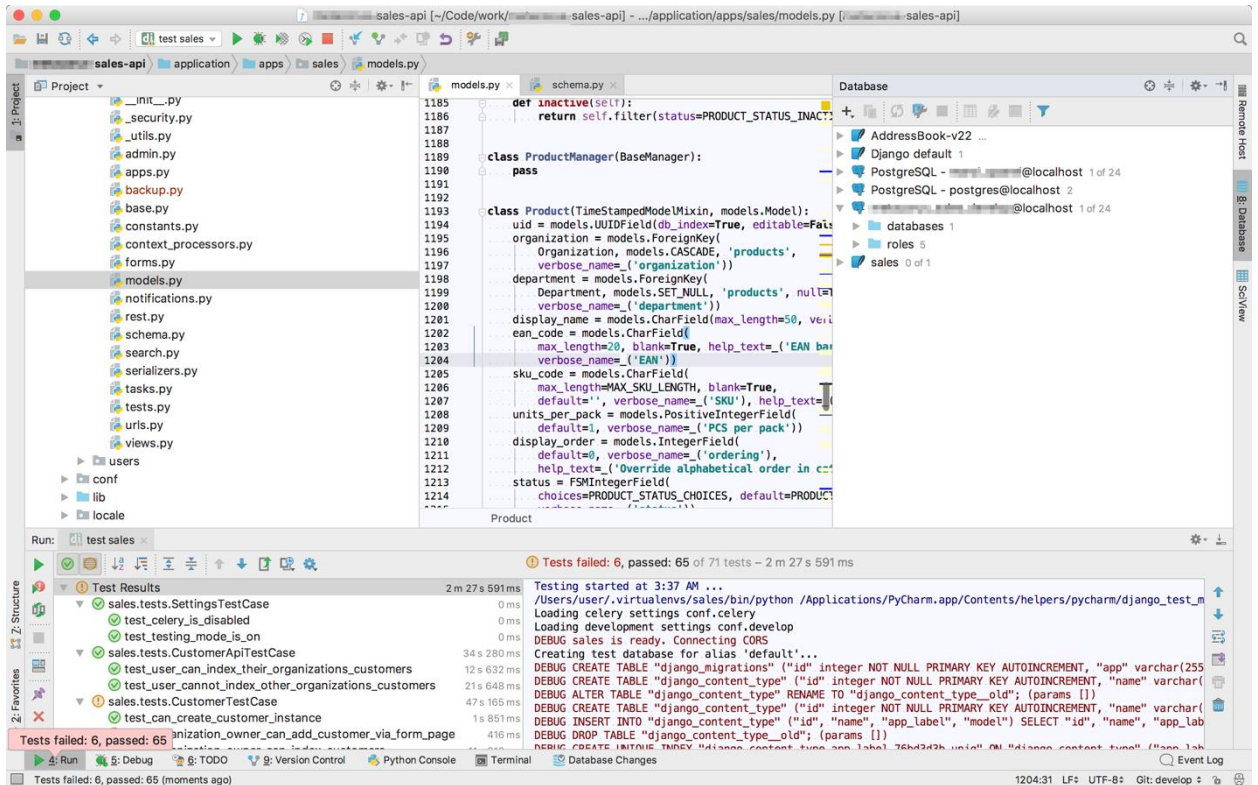 sales-api [~/Code/work/ sales-api] - .../application/apps/sales/models.py [ -sales-api]
test sales
sales-api application apps sales models.py
1: Project
Project
__init__.py
_security.py
_utils.py
admin.py
apps.py
backup.py
base.py
constants.py
context_processors.py
forms.py
models.py
notifications.py
rest.py
schema.py
search.py
serializers.py
tasks.py
tests.py
urls.py
views.py
users
conf
lib
locale
models.py
schema.py
1185 def inactive(self):
1186 return self.filter(status=PRODUCT_STATUS_INACTI
1187
1188
1189 class ProductManager(BaseManager):
1190 pass
1191
1192
1193 class Product(TimeStampedModelMixin, models.Model):
1194 uid = models.UUIDField(db_index=True, editable=Fals
1195 organization = models.ForeignKey(
1196 Organization, models.CASCADE, 'products',
1197 verbose_name=_('organization'))
1198 department = models.ForeignKey(
1199 Department, models.SET_NULL, 'products', null=T
1200 verbose_name=_('department'))
1201 display_name = models.CharField(max_length=50, ver
1202 ean_code = models.CharField(
1203 max_length=20, blank=True, help_text=_('EAN bar
1204 verbose_name=_('EAN'))
1205 sku_code = models.CharField(
1206 max_length=MAX_SKU_LENGTH, blank=True,
1207 default='', verbose_name=_('SKU'), help_text=_(
1208 units_per_pack = models.PositiveIntegerField(
1209 default=1, verbose_name=_('PCS per pack'))
1210 display_order = models.IntegerField(
1211 default=0, verbose_name=_('ordering'),
1212 help_text=_('Override alphabetical order in
1213 status = FSMIntegerField(
1214 choices=PRODUCT_STATUS_CHOICES, default=PRODUCT
Product
Database
AddressBook-v22 ...
Django default 1
PostgreSQL - @localhost 1 of 24
PostgreSQL - postgres@localhost 2
@localhost 1 of 24
databases 1
roles 5
sales 0 of 1
Remote Host
8: Database
SciView
Run: test sales
7: Structure
2: Favorites
Tests failed: 6, passed: 65 of 71 tests – 2 m 27 s 591 ms
Test Results 2 m 27 s 591 ms
sales.tests.SettingsTestCase 0 ms
test_celery_is_disabled 0 ms
test_testing_mode_is_on 0 ms
sales.tests.CustomerApiTestCase 34 s 280 ms
test_user_can_index_their_organizations_customers 12 s 632 ms
test_user_cannot_index_other_organizations_customers 21 s 648 ms
sales.tests.CustomerTestCase 47 s 165 ms
test_can_create_customer_instance 1 s 851 ms
anization_owner_can_add_customer_via_form_page 416 ms
Testing started at 3:37 AM ...
/Users/user/.virtualenvs/sales/bin/python /Applications/PyCharm.app/Contents/helpers/pycharm/django_test_m
Loading celery settings conf.celery
Loading development settings conf.develop
DEBUG sales is ready. Connecting CORS
Creating test database for alias 'default'...
DEBUG CREATE TABLE "django_migrations" ("id" integer NOT NULL PRIMARY KEY AUTOINCREMENT, "app" varchar(255
DEBUG CREATE TABLE "django_content_type" ("id" integer NOT NULL PRIMARY KEY AUTOINCREMENT, "name" varchar(
DEBUG ALTER TABLE "django_content_type" RENAME TO "django_content_type__old"; (params [])
DEBUG CREATE TABLE "django_content_type" ("id" integer NOT NULL PRIMARY KEY AUTOINCREMENT, "name" varchar(
DEBUG INSERT INTO "django_content_type" ("id", "name", "app_label", "model") SELECT "id", "name", "app_lab
DEBUG DROP TABLE "django_content_type__old"; (params [])
DEBUG CREATE UNIQUE INDEX "django_content_type_app_label_76bd3d3b_uniq" ON "django_content_type" ("app_lab
Tests failed: 6, passed: 65
4: Run 5: Debug 6: TODO 9: Version Control Python Console Terminal Database Changes Event Log
Tests failed: 6, passed: 65 (moments ago) 1204:31 LF UTF-8 Git: develop